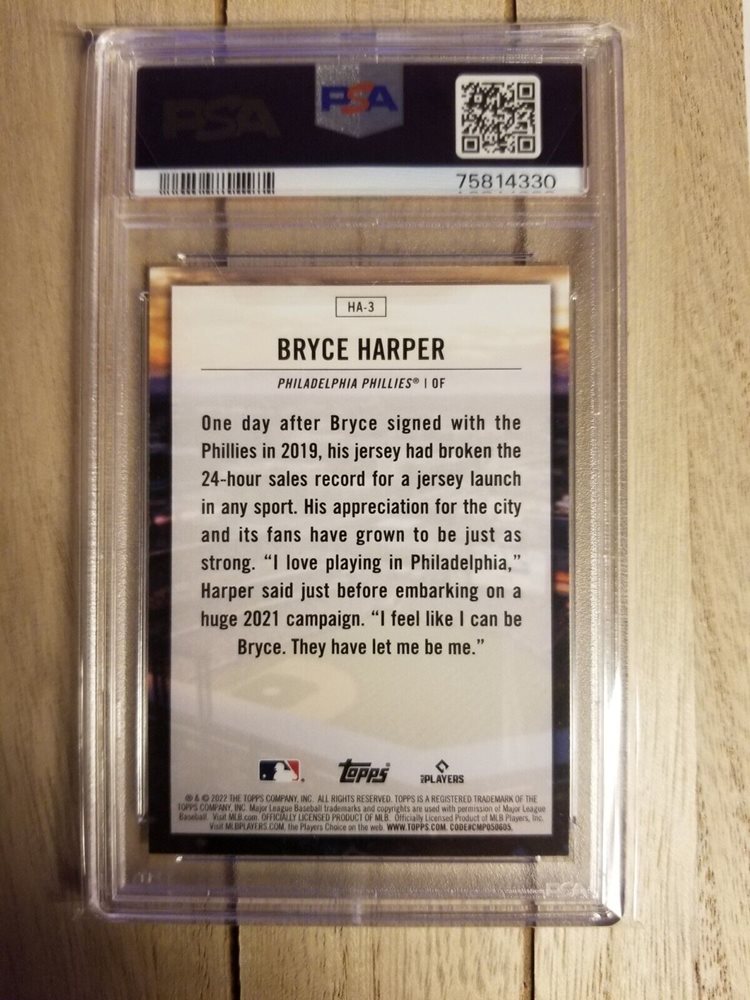 PSA
PSA
75814330
HA-3
BRYCE HARPER
PHILADELPHIA PHILLIES® | OF
One day after Bryce signed with the
Phillies in 2019, his jersey had broken the
24-hour sales record for a jersey launch
in any sport. His appreciation for the city
and its fans have grown to be just as
strong. “I love playing in Philadelphia,”
Harper said just before embarking on a
huge 2021 campaign. “I feel like I can be
Bryce. They have let me be me.”
topps®
PLAYERS
® & © 2022 THE TOPPS COMPANY, INC. ALL RIGHTS RESERVED. TOPPS IS A REGISTERED TRADEMARK OF THE
TOPPS COMPANY, INC. Major League Baseball trademarks and copyrights are used with permission of Major League
Baseball. Visit MLB.com. OFFICIALLY LICENSED PRODUCT OF MLB. Officially Licensed Product of MLB Players, Inc.
Visit MLBPLAYERS.COM, the Players Choice on the web. WWW.TOPPS.COM. CODE#CMP050605.